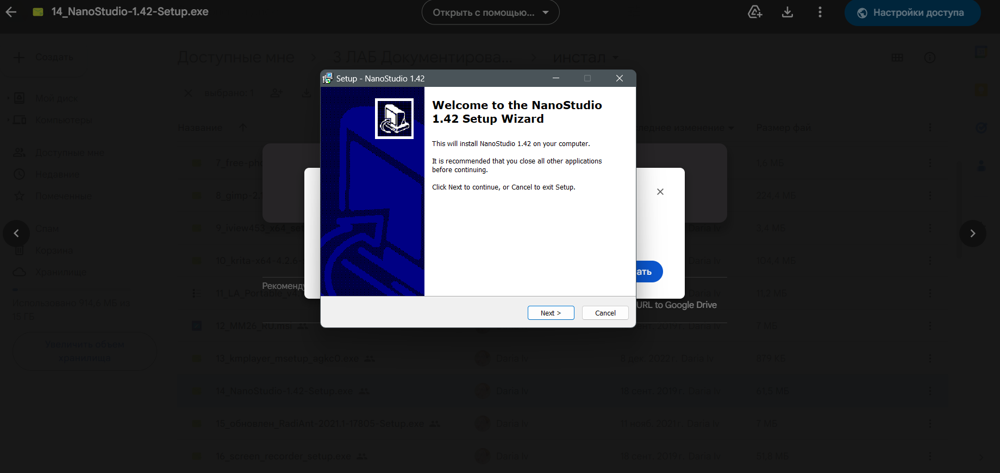 14_NanoStudio-1.42-Setup.exe
Открыть с помощью...
Настройки доступа
Создать
Доступные мне
3 ЛАБ Документирова...
инстал
Setup - NanoStudio 1.42
Мой диск
выбрано: 1
Компьютеры
Название
Размер фай
Welcome to the NanoStudio
1.42 Setup Wizard
This will install NanoStudio 1.42 on your computer.
It is recommended that you close all other applications
before continuing.
Click Next to continue, or Cancel to exit Setup.
Доступные мне
7_free-pho
1,6 МБ
Недавние
Помеченные
8_gimp-2.1
224,4 МБ
Спам
9_iview453_x64_set
Daria Iv
3,4 МБ
Корзина
10_krita-x64-4.2.6-s
104,4 МБ
ать
Хранилище
Рекоменду
11_LA_Portable_v4.1
Daria Iv
11,2 МБ
Использовано 914,6 МБ из
15 ГБ
URL to Google Drive
Next >
Cancel
12_MM26_RU.msi
Daria Iv
7 МБ
Увеличить объем
хранилища
13_kmplayer_msetup_agkc0.exe
Daria Iv
8 дек. 2022 г. Daria Iv
879 КБ
14_NanoStudio-1.42-Setup.exe
Daria Iv
18 сент. 2019 г. Daria Iv
61,5 МБ
15_обновлен_RadiAnt-2021.1-17805-Setup.exe
Daria Iv
11 нояб. 2021 г. Daria Iv
7 МБ
16_screen_recorder_setup.exe
Daria Iv
18 сент. 2019 г. Daria Iv
51,8 МБ